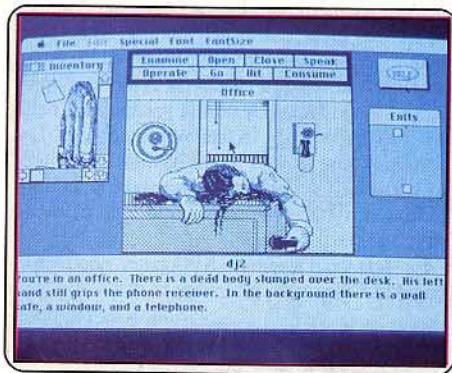 File Edit Special Font FontSize
Examine Open Close Speak
Operate Go Hit Consume
Inventory
Office
Exits
dj2
You're in an office. There is a dead body slumped over the desk. His left
hand still grips the phone receiver. In the background there is a wall
safe, a window, and a telephone.